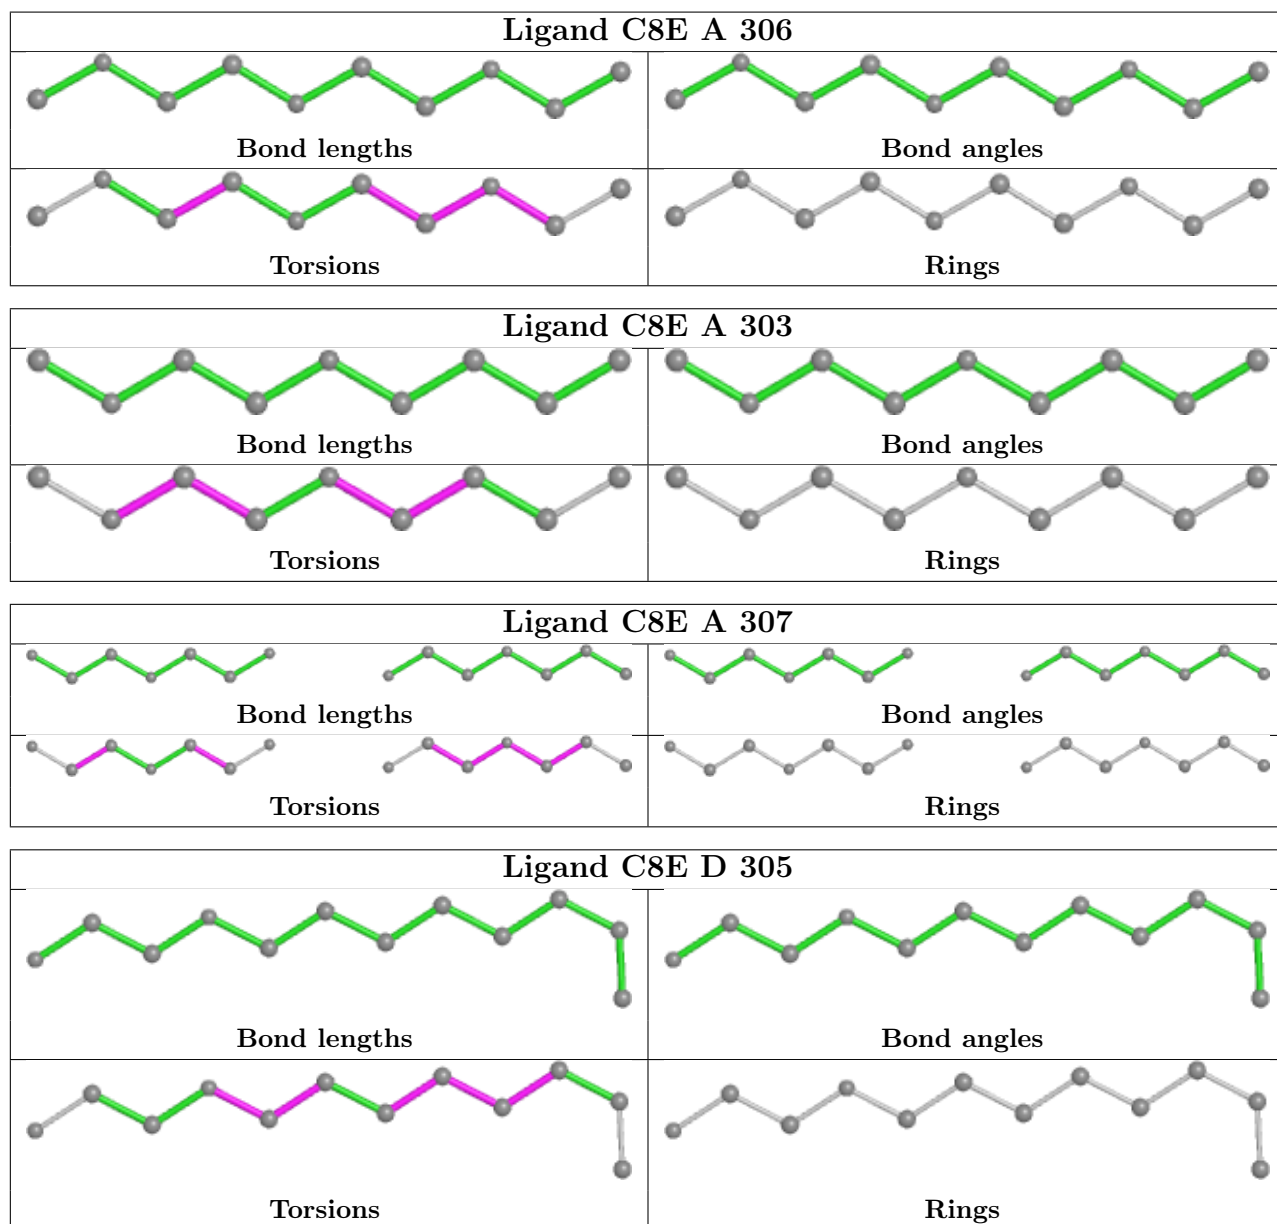 Ligand C8E A 306
Bond lengths Bond angles
Torsions Rings
Ligand C8E A 303
Bond lengths Bond angles
Torsions Rings
Ligand C8E A 307
Bond lengths Bond angles
Torsions Rings
Ligand C8E D 305
Bond lengths Bond angles
Torsions Rings